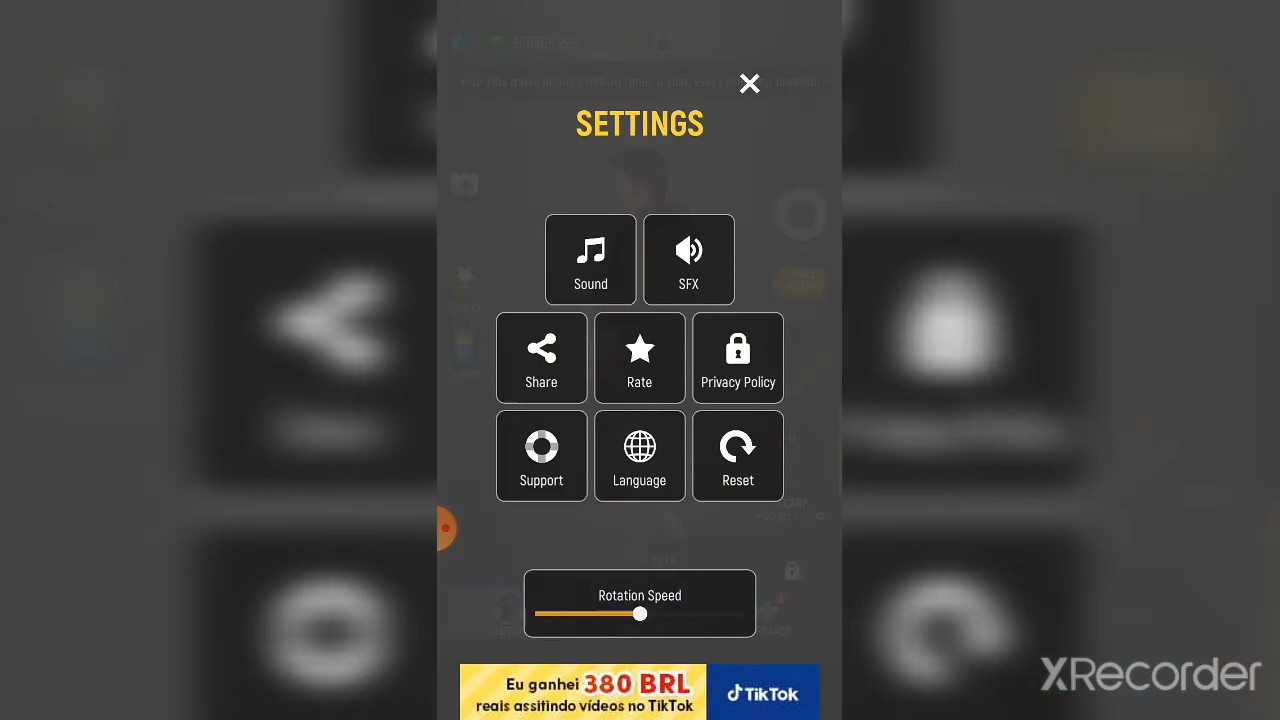 SETTINGS
Sound
SFX
Share
Rate
Privacy Policy
Support
Language
Reset
Rotation Speed
Eu ganhei 380 BRL
reais assitindo vídeos no TikTok
TikTok
XRecorder